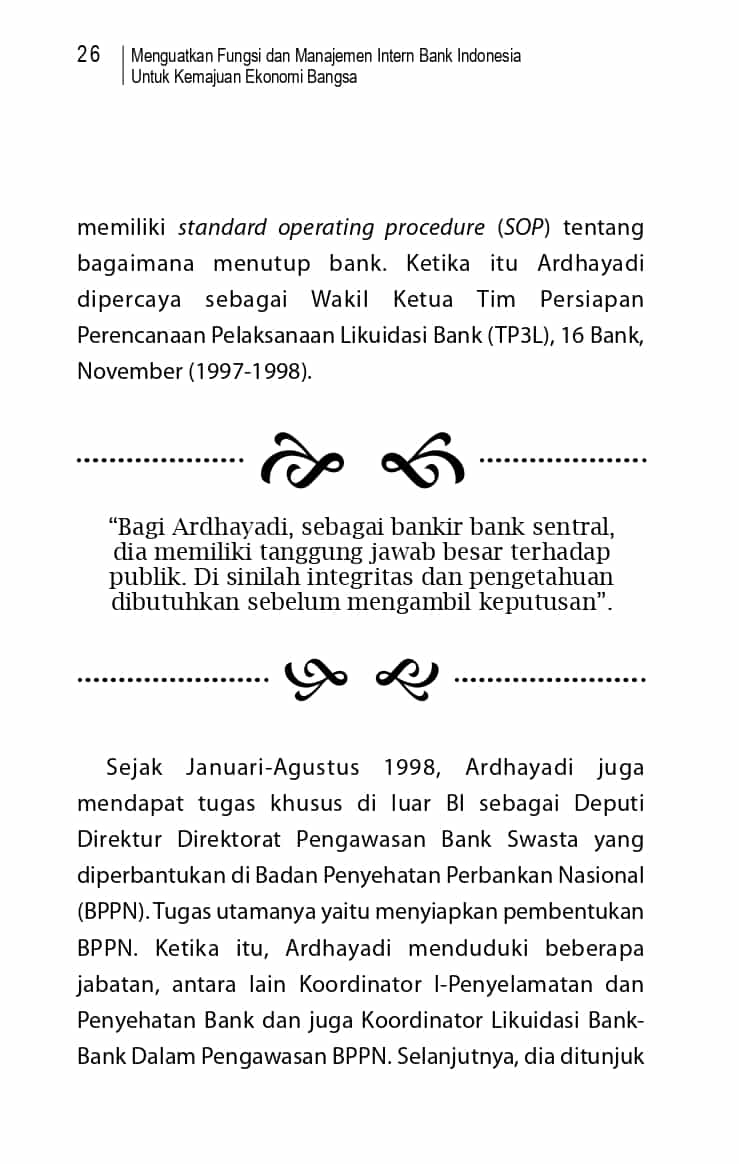 26
Menguatkan Fungsi dan Manajemen Intern Bank Indonesia
Untuk Kemajuan Ekonomi Bangsa
memiliki standard operating procedure (SOP) tentang
bagaimana menutup bank. Ketika itu Ardhayadi
dipercaya sebagai Wakil Ketua Tim Persiapan
Perencanaan Pelaksanaan Likuidasi Bank (TP3L), 16 Bank,
November (1997-1998).
“Bagi Ardhayadi, sebagai bankir bank sentral,
dia memiliki tanggung jawab besar terhadap
publik. Di sinilah integritas dan pengetahuan
dibutuhkan sebelum mengambil keputusan”.
Sejak Januari-Agustus 1998, Ardhayadi juga
mendapat tugas khusus di luar BI sebagai Deputi
Direktur Direktorat Pengawasan Bank Swasta yang
diperbantukan di Badan Penyehatan Perbankan Nasional
(BPPN). Tugas utamanya yaitu menyiapkan pembentukan
BPPN. Ketika itu, Ardhayadi menduduki beberapa
jabatan, antara lain Koordinator I-Penyelamatan dan
Penyehatan Bank dan juga Koordinator Likuidasi Bank-
Bank Dalam Pengawasan BPPN. Selanjutnya, dia ditunjuk